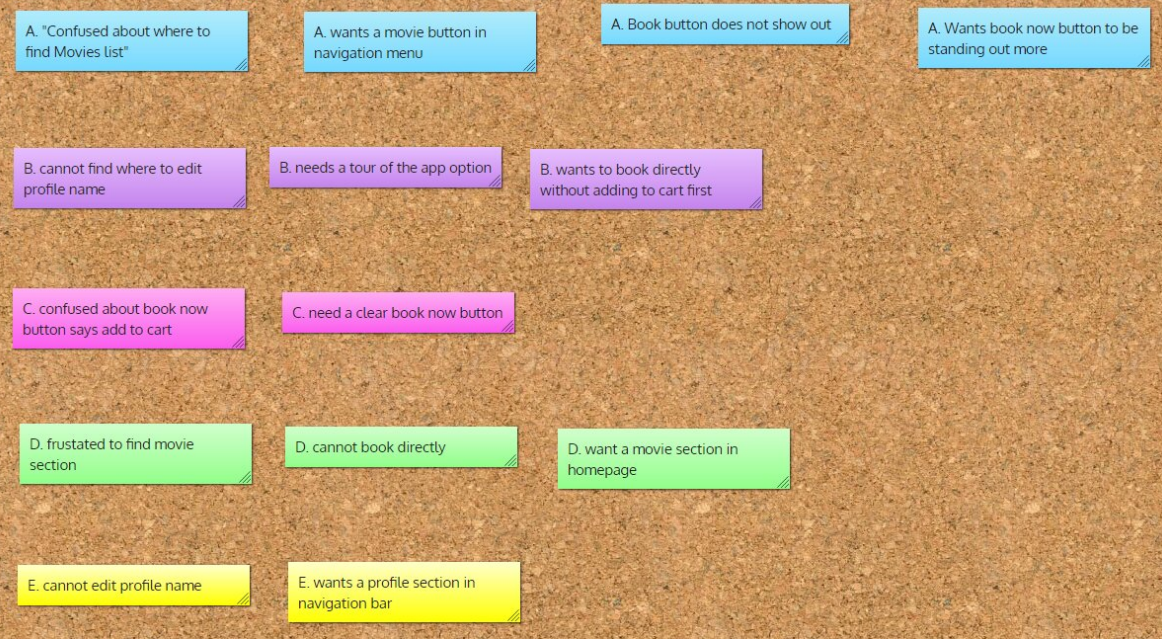 A. "Confused about where to
find Movies list"
A. wants a movie button in
navigation menu
A. Book button does not show out
A. Wants book now button to be
standing out more
B. cannot find where to edit
profile name
B. needs a tour of the app option
B. wants to book directly
without adding to cart first
C. confused about book now
button says add to cart
C. need a clear book now button
D. frustated to find movie
section
D. cannot book directly
D. want a movie section in
homepage
E. cannot edit profile name
E. wants a profile section in
navigation bar